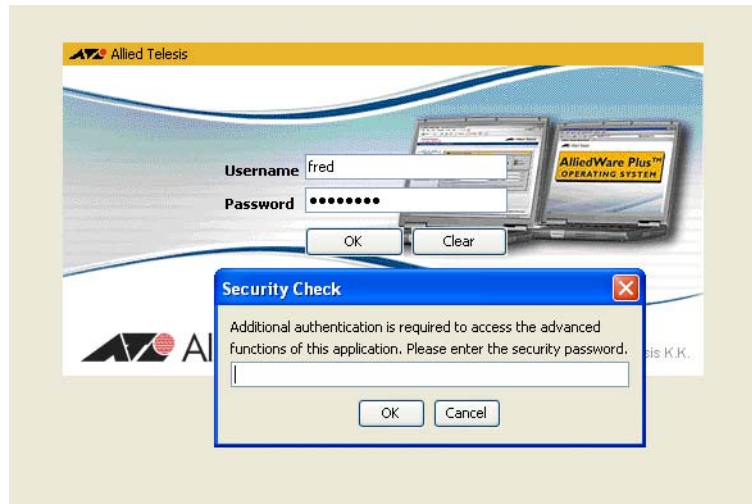 Allied Telesis
Username fred
Password ●●●●●●●●
OK Clear
AlliedWare Plus™
OPERATING SYSTEM
Security Check
Additional authentication is required to access the advanced
functions of this application. Please enter the security password.
OK Cancel
Al
sis K.K.